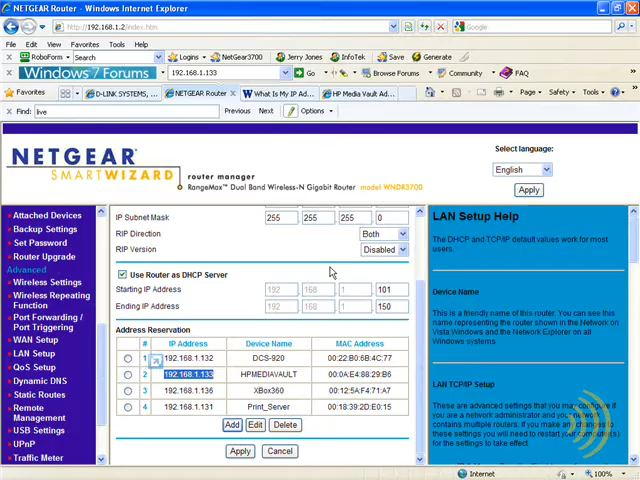 NETGEAR Router - Windows Internet Explorer
http://192.168.1.2/index.htm
Google
File Edit View Favorites Tools Help
RoboForm Search Logins NetGear3700 Jerry Jones InfoTek Save Generate
Windows 7 Forums 192.168.1.133 Go Browse Forums Community FAQ
Favorites D-LINK SYSTEMS, ... NETGEAR Router What Is My IP Ad... HP Media Vault Ad... Page Safety Tools
Find: live Previous Next Options
NETGEAR
SMARTWIZARD
router manager
RangeMax™ Dual Band Wireless-N Gigabit Router model WNDR3700
Select language:
English
Apply
Attached Devices
Backup Settings
Set Password
Router Upgrade
Advanced
Wireless Settings
Wireless Repeating
Function
Port Forwarding /
Port Triggering
WAN Setup
LAN Setup
QoS Setup
Dynamic DNS
Static Routes
Remote
Management
USB Settings
UPnP
Traffic Meter
IP Subnet Mask 255 . 255 . 255 . 0
RIP Direction Both
RIP Version Disabled
Use Router as DHCP Server
Starting IP Address 192 . 168 . 1 . 101
Ending IP Address 192 . 168 . 1 . 150
Address Reservation
# IP Address Device Name MAC Address
1 192.168.1.132 DCS-920 00:22:B0:6B:4C:77
2 192.168.1.133 HPMEDIAVAULT 00:0A:E4:88:29:B6
3 192.168.1.136 XBox360 00:12:5A:F4:71:A7
4 192.168.1.131 Print_Server 00:18:39:2D:E0:15
Add Edit Delete
Apply Cancel
LAN Setup Help
The DHCP and TCP/IP default values work for most
users.
Device Name
This is a friendly name of this router. You can see this
name representing the router shown in the Network on
Vista Windows and the Network Explorer on all
Windows systems.
LAN TCP/IP Setup
These are advanced settings that you may configure if
you are a network administrator and your network
contains multiple routers. If you make any changes to
these settings you will need to restart your computer(s)
for the settings to take effect.
Internet 100%